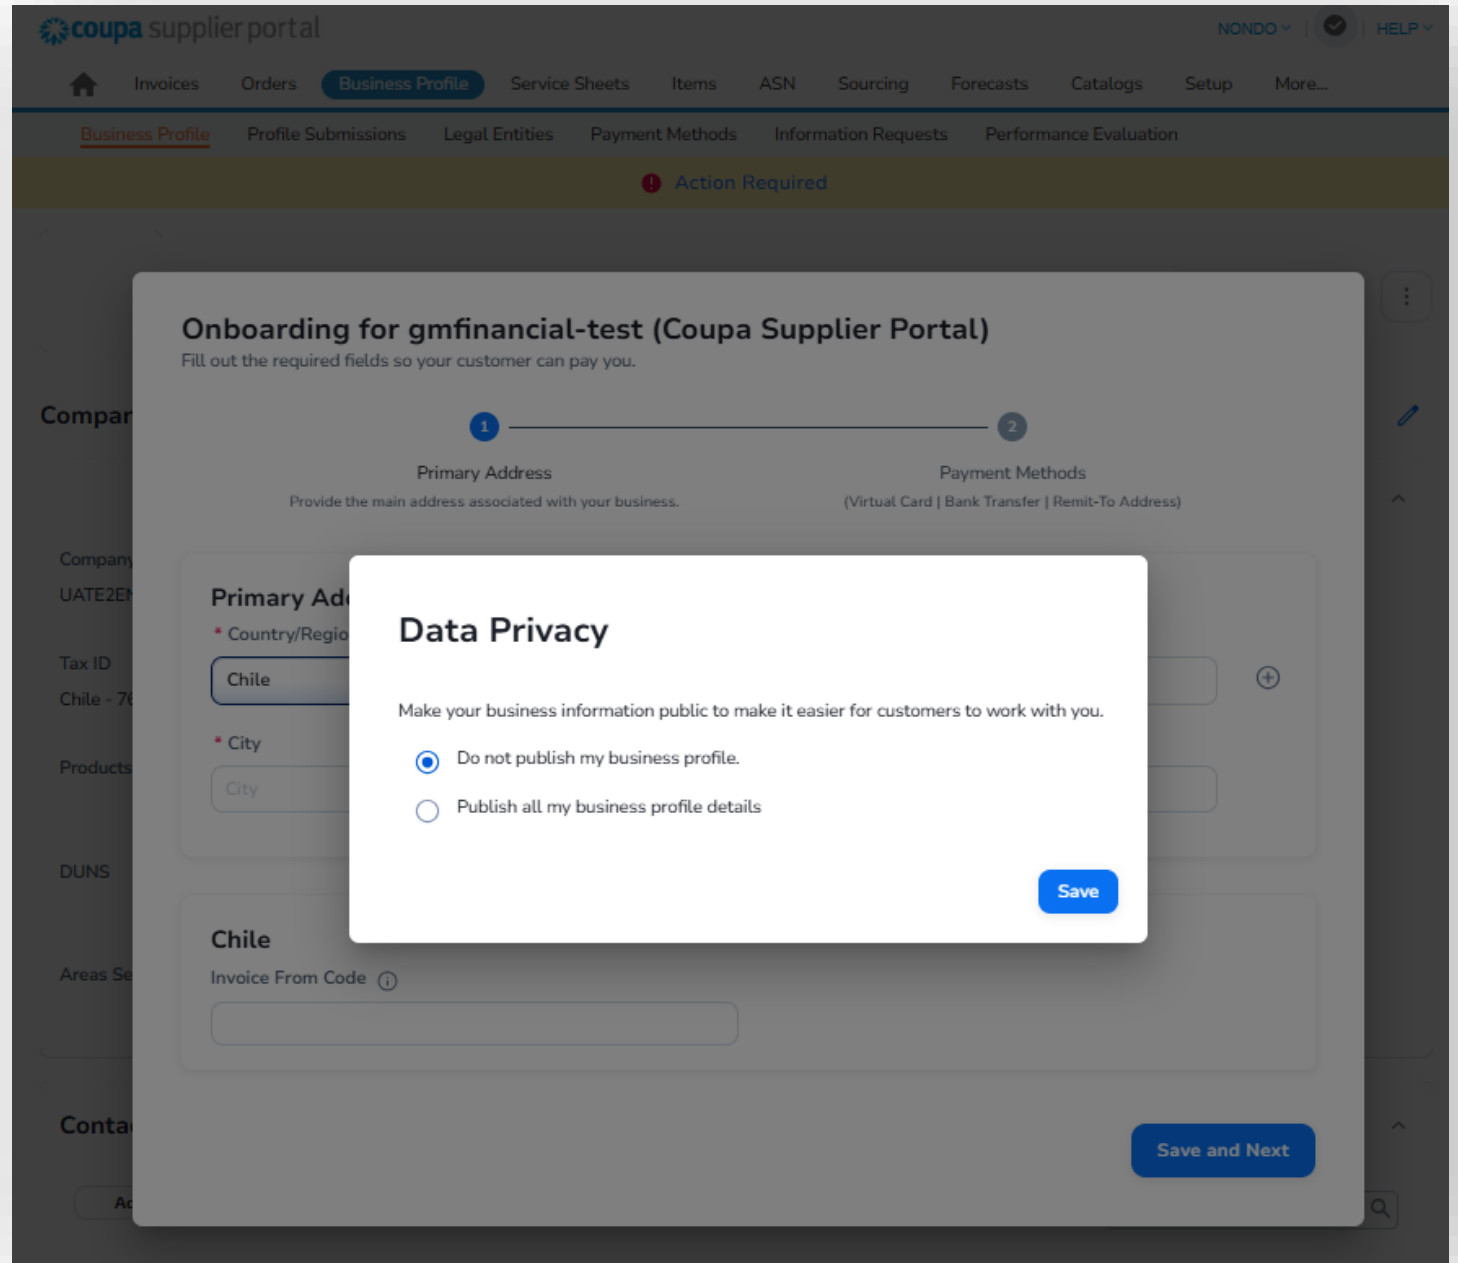 coupa supplier portal
NONDO HELP
Invoices Orders Business Profile Service Sheets Items ASN Sourcing Forecasts Catalogs Setup More...
Business Profile Profile Submissions Legal Entities Payment Methods Information Requests Performance Evaluation
Action Required
Onboarding for gmfinancial-test (Coupa Supplier Portal)
Fill out the required fields so your customer can pay you.
Compar
1 2
Primary Address Payment Methods
Provide the main address associated with your business. (Virtual Card | Bank Transfer | Remit-To Address)
Company
UATE2EN
Primary Add
* Country/Regio
Data Privacy
Tax ID
Chile
Chile - 76
Make your business information public to make it easier for customers to work with you.
* City
Do not publish my business profile.
Products
City
Publish all my business profile details
DUNS
Save
Chile
Areas Se
Invoice From Code
Conta
Save and Next
Ad